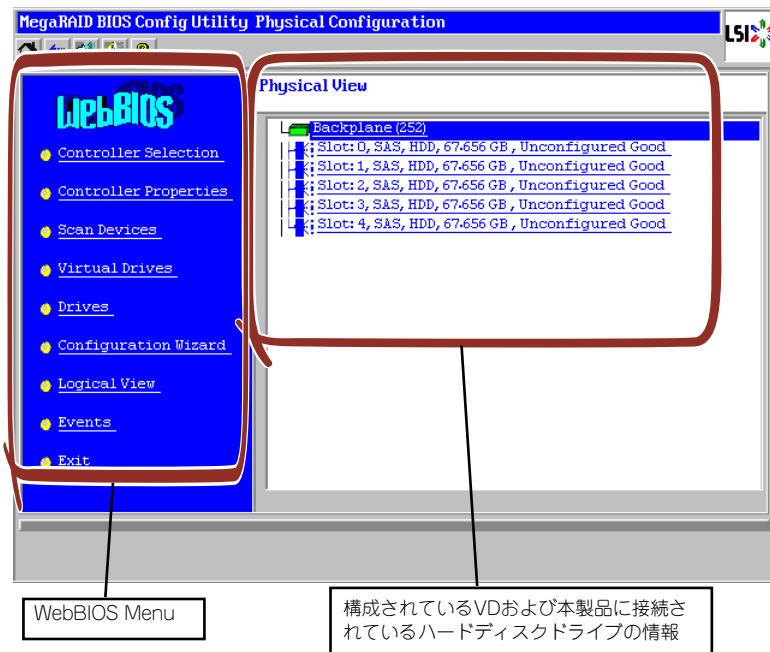 MegaRAID BIOS Config Utility Physical Configuration
LSI
WebBIOS
Controller Selection
Controller Properties
Scan Devices
Virtual Drives
Drives
Configuration Wizard
Logical View
Events
Exit
Physical View
Backplane (252)
Slot: 0, SAS, HDD, 67.656 GB , Unconfigured Good
Slot: 1, SAS, HDD, 67.656 GB , Unconfigured Good
Slot: 2, SAS, HDD, 67.656 GB , Unconfigured Good
Slot: 3, SAS, HDD, 67.656 GB , Unconfigured Good
Slot: 4, SAS, HDD, 67.656 GB , Unconfigured Good
WebBIOS Menu
構成されているVDおよび本製品に接続さ
れているハードディスクドライブの情報